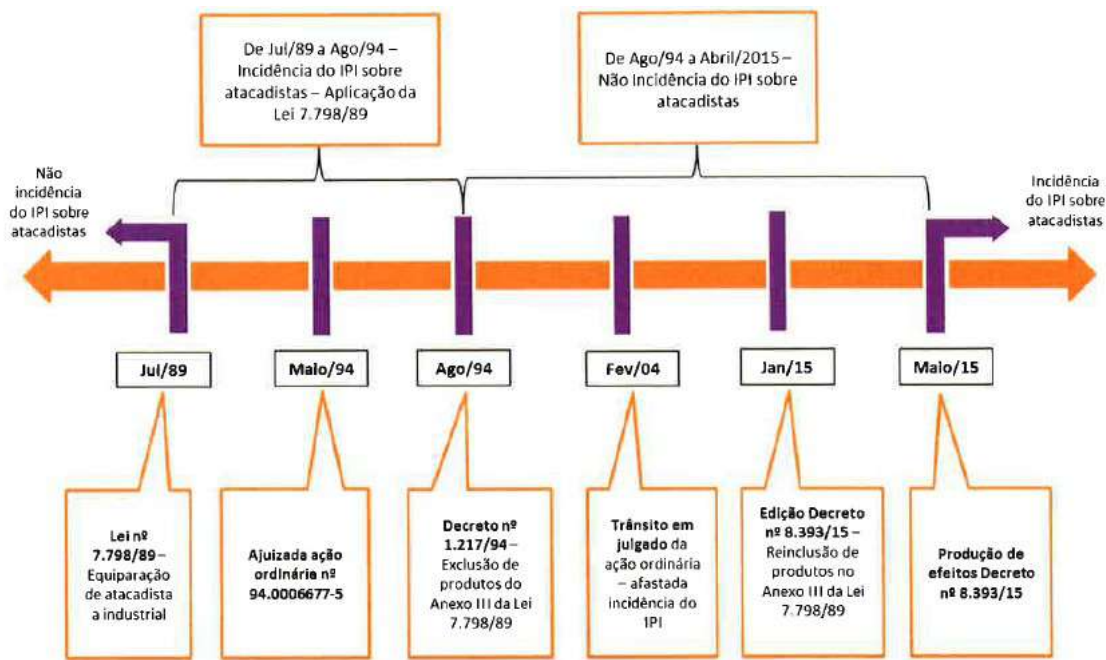 De Jul/89 a Ago/94 –
Incidência do IPI sobre
atacadistas – Aplicação da
Lei 7.798/89
De Ago/94 a Abril/2015 –
Não Incidência do IPI sobre
atacadistas
Não
incidência
do IPI sobre
atacadistas
Incidência
do IPI sobre
atacadistas
Jul/89
Maio/94
Ago/94
Fev/04
Jan/15
Maio/15
Lei nº
7.798/89 –
Equiparação
de atacadista
a industrial
Ajuizada ação
ordinária nº
94.0006677-5
Decreto nº
1.217/94 –
Exclusão de
produtos do
Anexo III da Lei
7.798/89
Trânsito em
julgado da
ação ordinária
– afastada
incidência do
IPI
Edição Decreto
nº 8.393/15 –
Reinclusão de
produtos no
Anexo III da Lei
7.798/89
Produção de
efeitos Decreto
nº 8.393/15